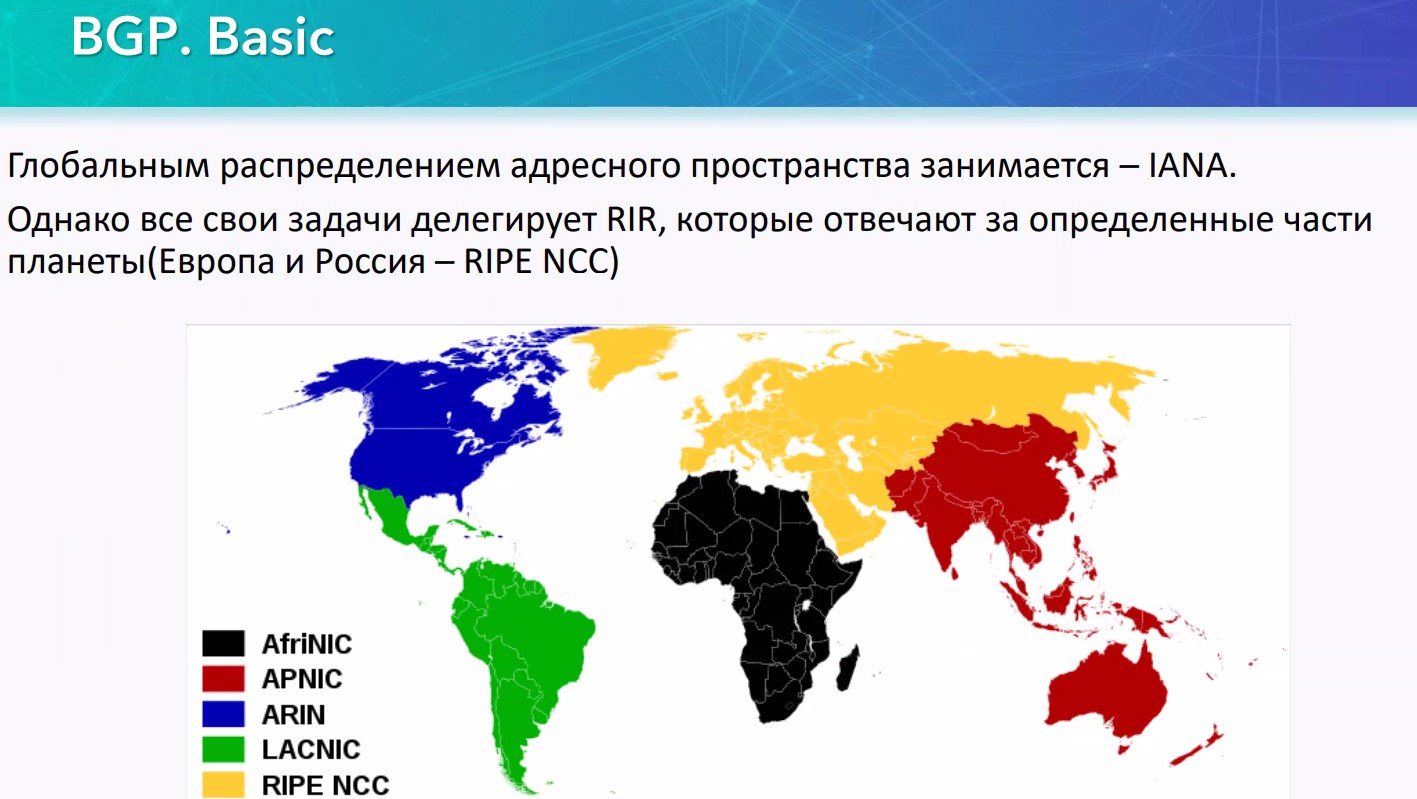 BGP. Basic
Глобальным распределением адресного пространства занимается – IANA.
Однако все свои задачи делегирует RIR, которые отвечают за определенные части
планеты(Европа и Россия – RIPE NCC)
AfriNIC
APNIC
ARIN
LACNIC
RIPE NCC